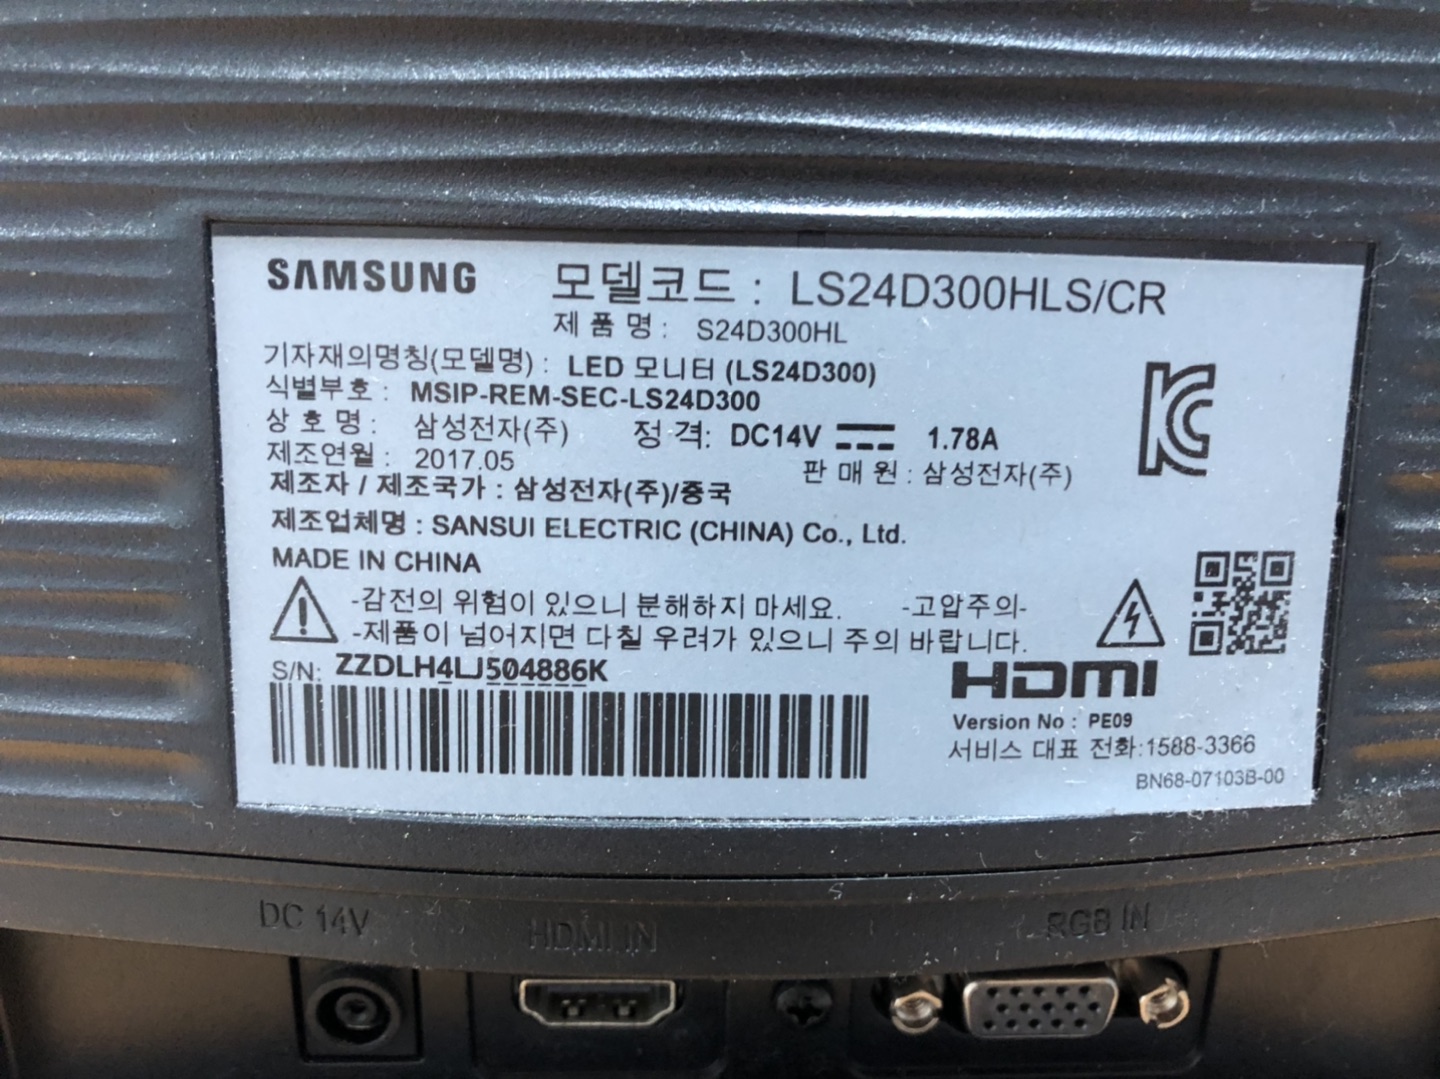 SAMSUNG 모델코드 : LS24D300HLS/CR
제 품 명 : S24D300HL
기자재의명칭(모델명) : LED 모니터 (LS24D300)
식별부호 : MSIP-REM-SEC-LS24D300
상 호 명 : 삼성전자(주) 정 격: DC14V 1.78A
제조연월 : 2017.05 판 매 원 : 삼성전자(주)
제조자 / 제조국가 : 삼성전자(주)/중국
제조업체명 : SANSUI ELECTRIC (CHINA) Co., Ltd.
MADE IN CHINA
-감전의 위험이 있으니 분해하지 마세요. -고압주의-
-제품이 넘어지면 다칠 우려가 있으니 주의 바랍니다.
S/N: ZZDLH4LJ504886K
HDMI
Version No : PE09
서비스 대표 전화:1588-3366
BN68-07103B-00
DC 14V HDMI IN RGB IN